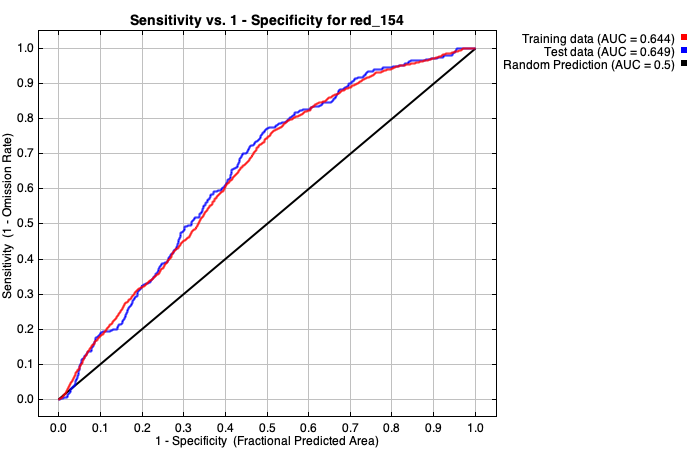 Sensitivity vs. 1 - Specificity for red_154
Training data (AUC = 0.644)
Test data (AUC = 0.649)
Random Prediction (AUC = 0.5)
Sensitivity (1 - Omission Rate)
1.0
0.9
0.8
0.7
0.6
0.5
0.4
0.3
0.2
0.1
0.0
0.0 0.1 0.2 0.3 0.4 0.5 0.6 0.7 0.8 0.9 1.0
1 - Specificity (Fractional Predicted Area)